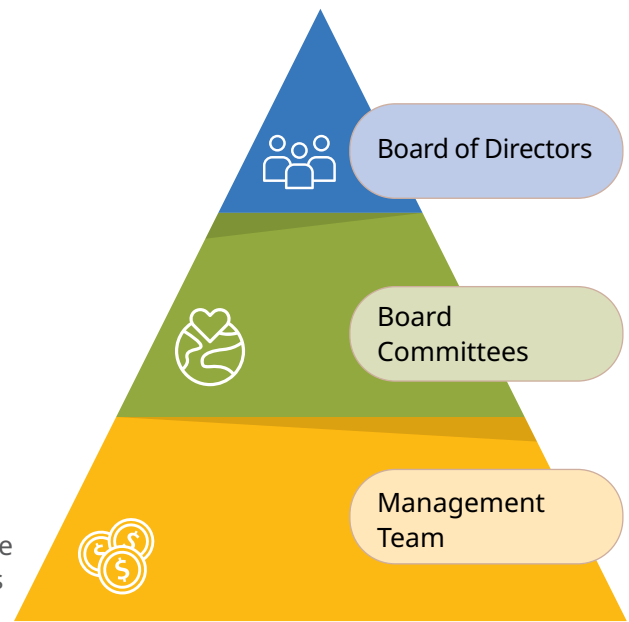 Board of Directors
Board
Committees
Management
Team